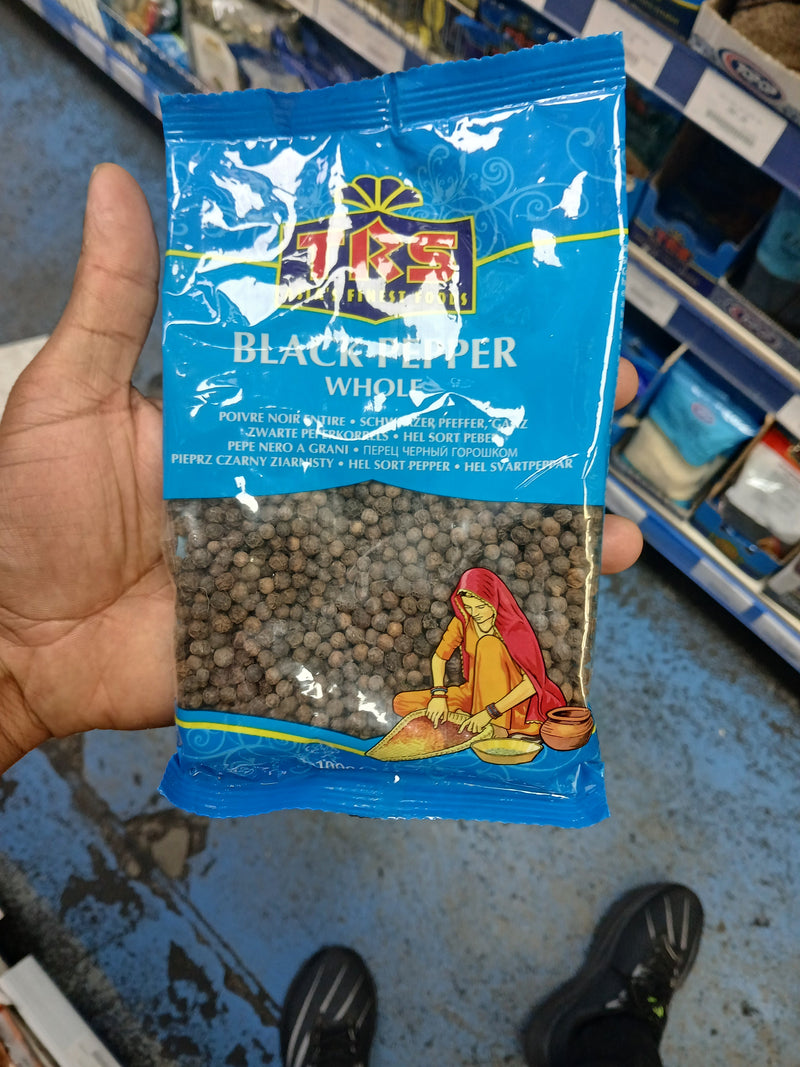 TRS
ASIA'S FINEST FOODS
BLACK PEPPER
WHOLE
POIVRE NOIR ENTIRE • SCHWARZER PFEFFER, GANZ
ZWARTE PEPERKORRELS • HEL SORT PEBER
PEPE NERO A GRANI • ПЕРЕЦ ЧЕРНЫЙ ГОРОШКОМ
PIEPRZ CZARNY ZIARNISTY • HEL SORT PEPPER • HEL SVARTPEPPAR
100g